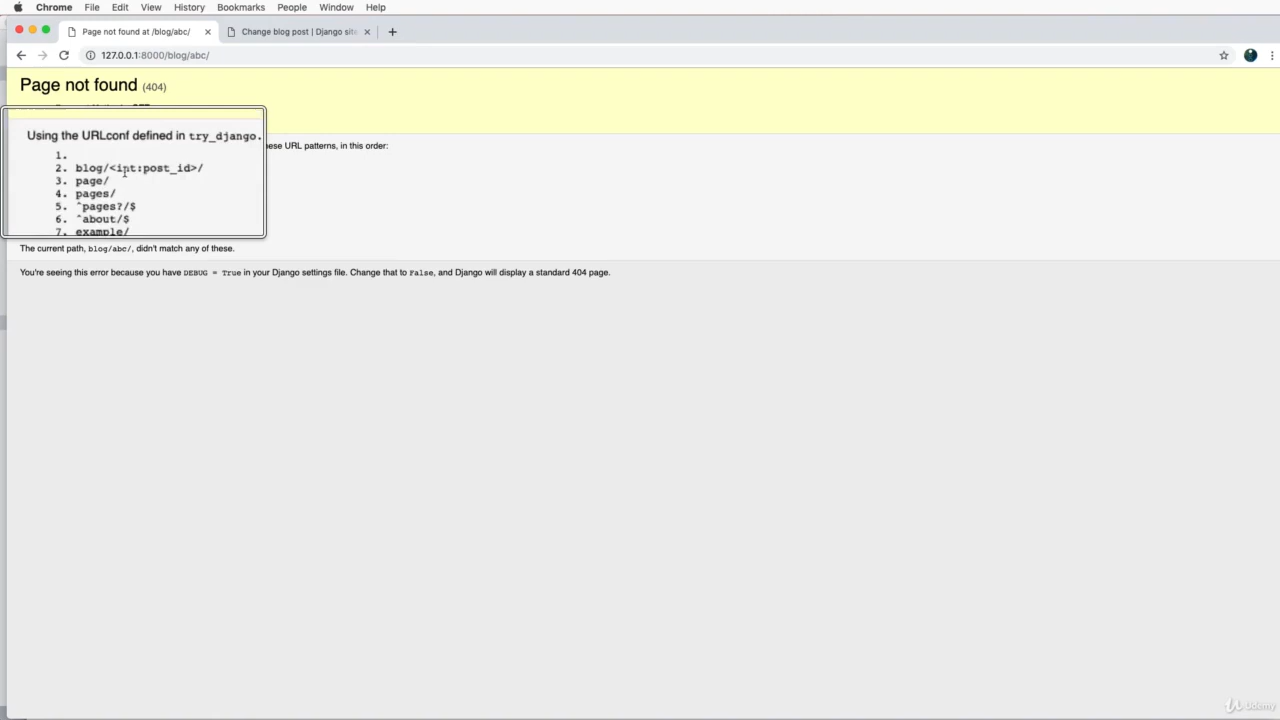 Chrome File Edit View History Bookmarks People Window Help
Page not found at /blog/abc/ Change blog post | Django sit
127.0.0.1:8000/blog/abc/
Page not found (404)
Using the URLconf defined in try_django.
ese URL patterns, in this order:
1.
2. blog/<int:post_id>/
3. page/
4. pages/
5. ^pages?/$
6. ^about/$
7. example/
The current path, blog/abc/, didn't match any of these.
You're seeing this error because you have DEBUG = True in your Django settings file. Change that to False, and Django will display a standard 404 page.
Udemy